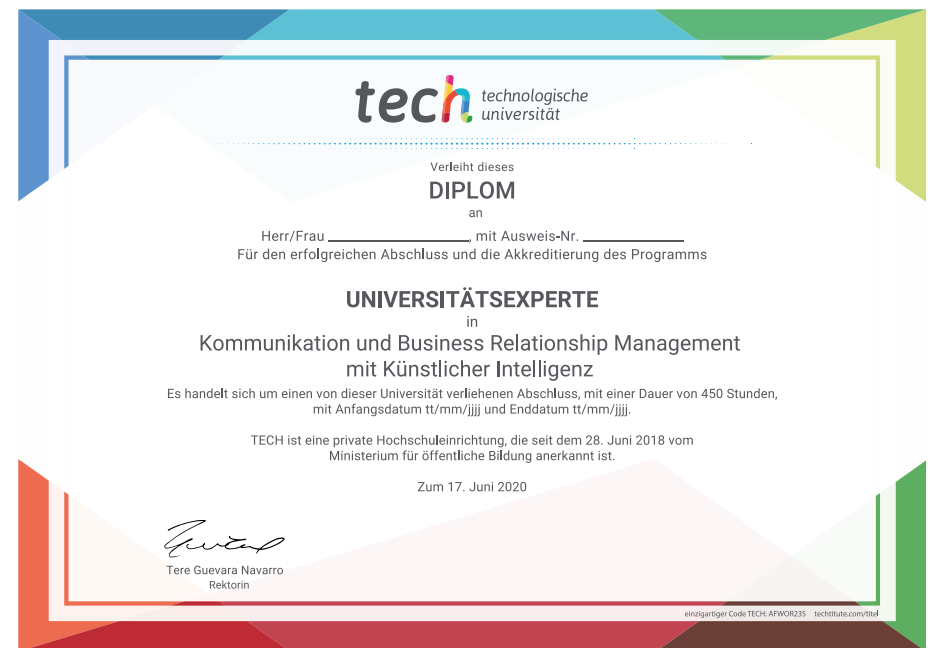 tech technologische
universität
Verleiht dieses
DIPLOM
an
Herr/Frau ____________, mit Ausweis-Nr. ____________
Für den erfolgreichen Abschluss und die Akkreditierung des Programms
UNIVERSITÄTSEXPERTE
in
Kommunikation und Business Relationship Management
mit Künstlicher Intelligenz
Es handelt sich um einen von dieser Universität verliehenen Abschluss, mit einer Dauer von 450 Stunden,
mit Anfangsdatum tt/mm/jjjj und Enddatum tt/mm/jjjj.
TECH ist eine private Hochschuleinrichtung, die seit dem 28. Juni 2018 vom
Ministerium für öffentliche Bildung anerkannt ist.
Zum 17. Juni 2020
Tere Guevara Navarro
Rektorin
einzigartiger Code TECH: AFWOR23S techtitute.com/titel